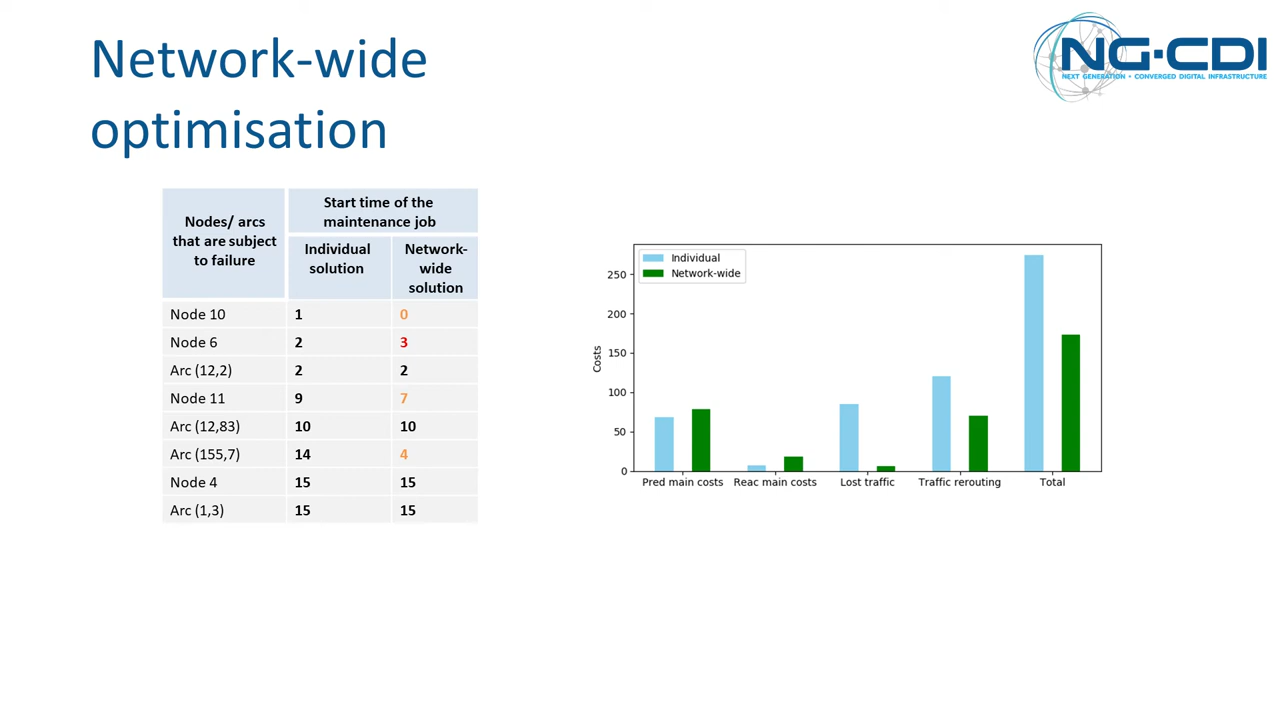 Network-wide
optimisation
NG-CDI
NEXT GENERATION • CONVERGED DIGITAL INFRASTRUCTURE
Nodes/ arcs
that are subject
to failure
Start time of the
maintenance job
Individual
solution
Network-
wide
solution
Node 10 1 0
Node 6 2 3
Arc (12,2) 2 2
Node 11 9 7
Arc (12,83) 10 10
Arc (155,7) 14 4
Node 4 15 15
Arc (1,3) 15 15
Individual
Network-wide
Costs
250
200
150
100
50
0
Pred main costs Reac main costs Lost traffic Traffic rerouting Total